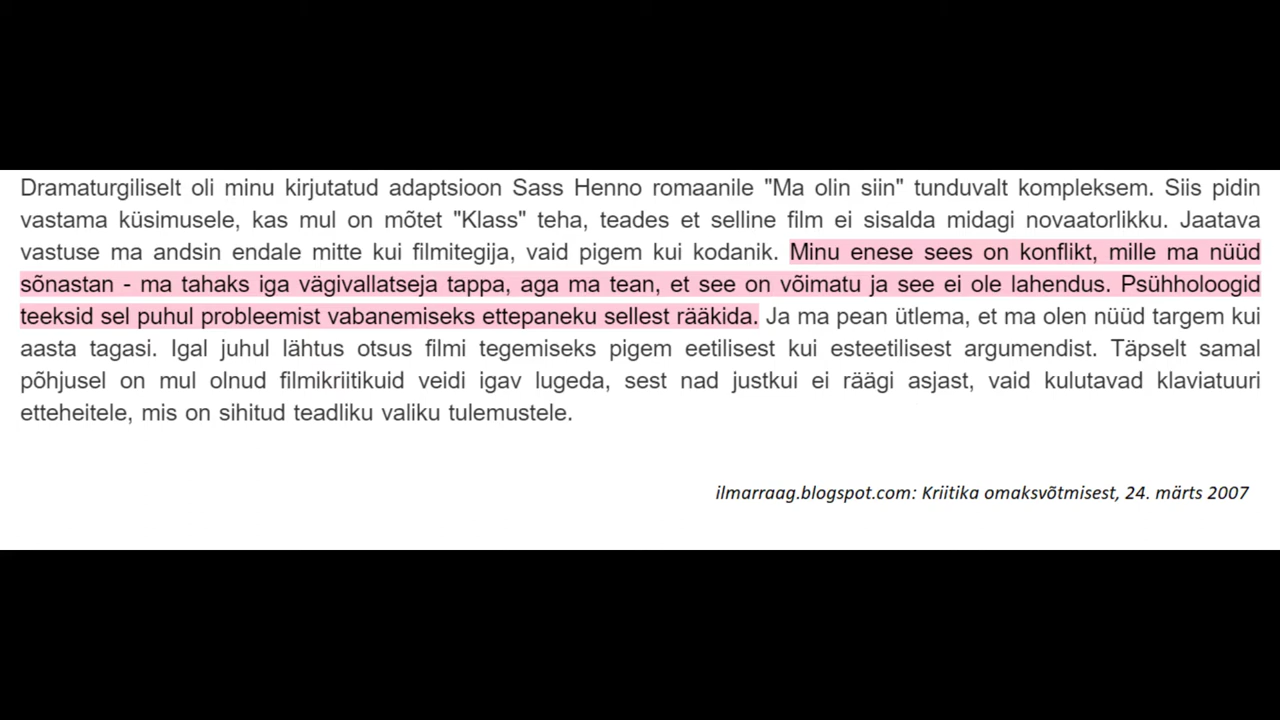 Dramaturgiliselt oli minu kirjutatud adaptsioon Sass Henno romaanile "Ma olin siin" tunduvalt kompleksem. Siis pidin
vastama küsimusele, kas mul on mõtet "Klass" teha, teades et selline film ei sisalda midagi novaatorlikku. Jaatava
vastuse ma andsin endale mitte kui filmitegija, vaid pigem kui kodanik. Minu enese sees on konflikt, mille ma nüüd
sõnastan - ma tahaks iga vägivallatseja tappa, aga ma tean, et see on võimatu ja see ei ole lahendus. Psühholoogid
teeksid sel puhul probleemist vabanemiseks ettepaneku sellest rääkida. Ja ma pean ütlema, et ma olen nüüd targem kui
aasta tagasi. Igal juhul lähtus otsus filmi tegemiseks pigem eetilisest kui esteetilisest argumendist. Täpselt samal
põhjusel on mul olnud filmikriitikuid veidi igav lugeda, sest nad justkui ei räägi asjast, vaid kulutavad klaviatuuri
etteheitele, mis on sihitud teadliku valiku tulemustele.
ilmarraag.blogspot.com: Kriitika omaksvõtmisest, 24. märts 2007